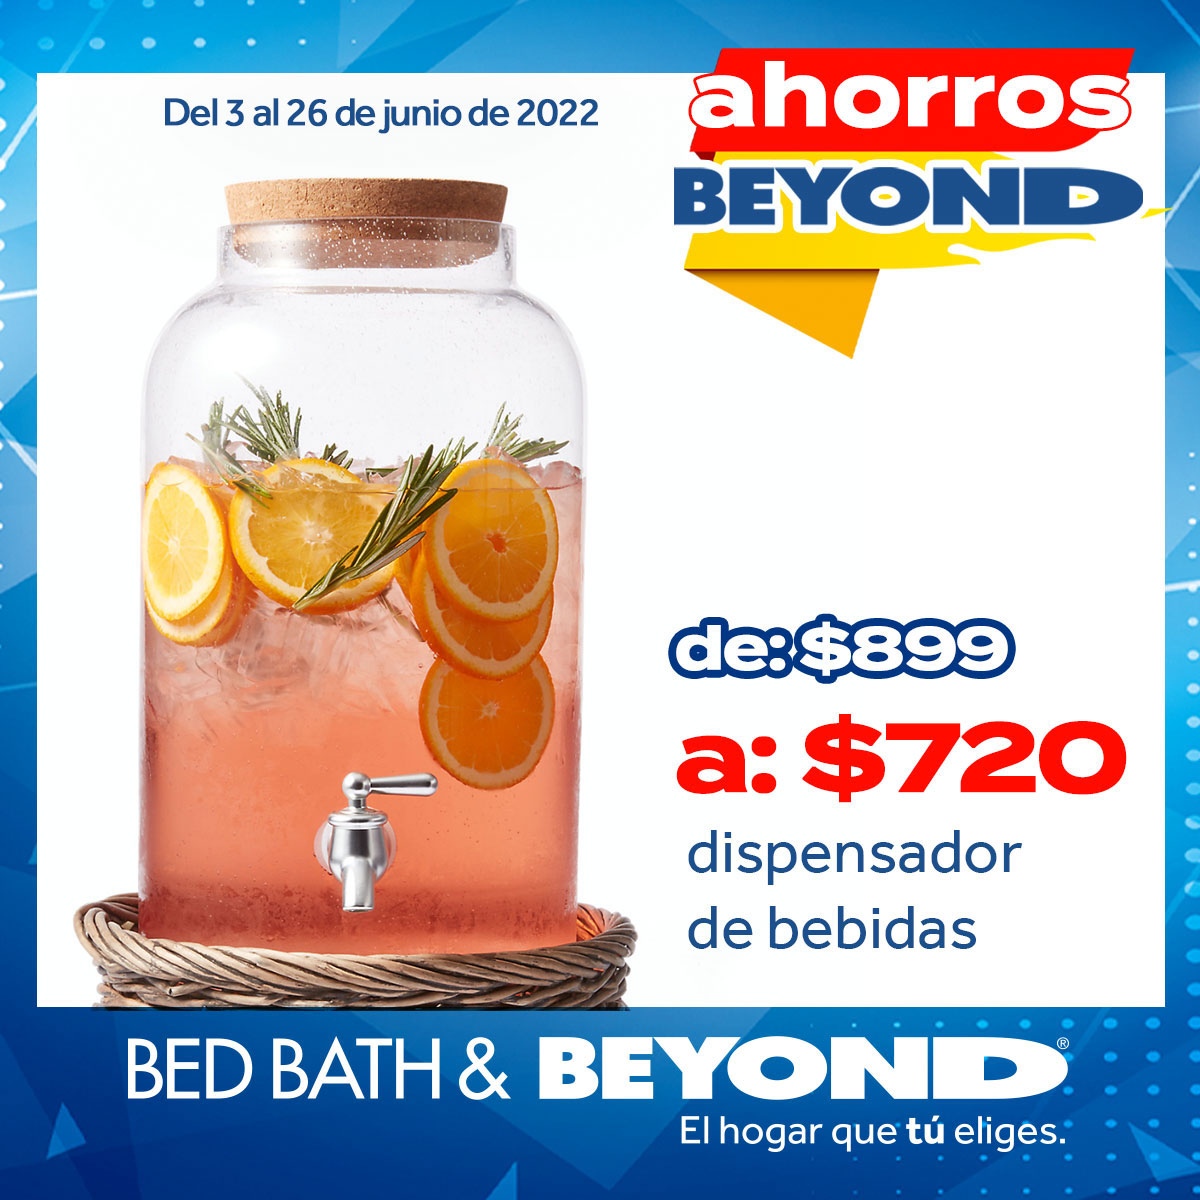 Del 3 al 26 de junio de 2022
ahorros
BEYOND
de: $899
a: $720
dispensador
de bebidas
BED BATH & BEYOND®
El hogar que tú eliges.